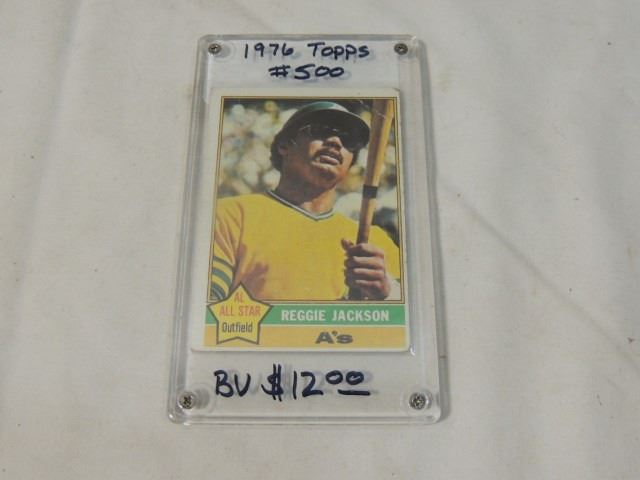 1976 Topps
#500
AL
ALL STAR
Outfield
REGGIE JACKSON
A's
BV $12.00